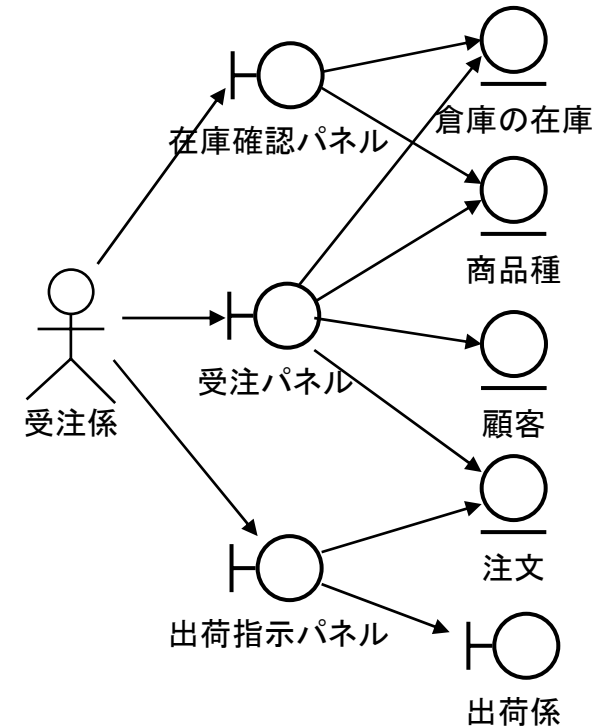 倉庫の在庫
在庫確認パネル
商品種
受注パネル
顧客
受注係
注文
出荷指示パネル
出荷係